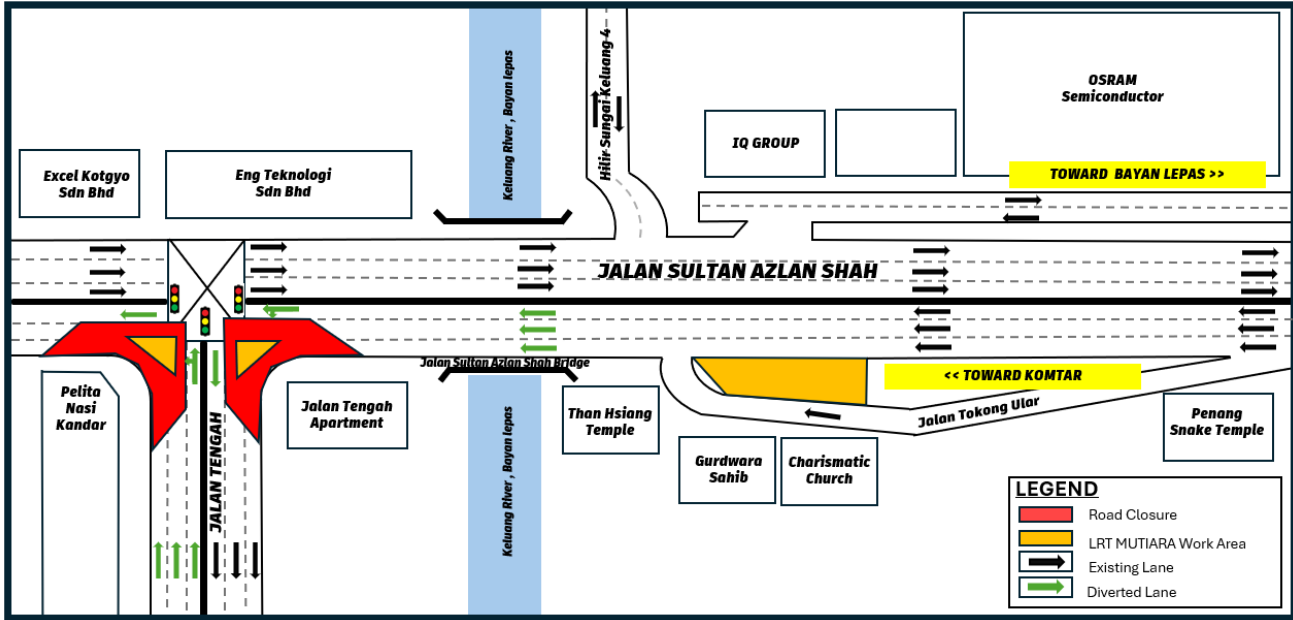 Keluang River , Bayan lepas
Hilir Sungai Keluang 4
OSRAM
Semiconductor
IQ GROUP
Excel Kotgyo
Sdn Bhd
Eng Teknologi
Sdn Bhd
TOWARD BAYAN LEPAS >>
JALAN SULTAN AZLAN SHAH
Jalan Sultan Azlan Shah Bridge
<< TOWARD KOMTAR
Pelita
Nasi
Kandar
JALAN TENGAH
Jalan Tengah
Apartment
Keluang River , Bayan lepas
Than Hsiang
Temple
Jalan Tokong Ular
Penang
Snake Temple
Gurdwara
Sahib
Charismatic
Church
LEGEND
Road Closure
LRT MUTIARA Work Area
Existing Lane
Diverted Lane